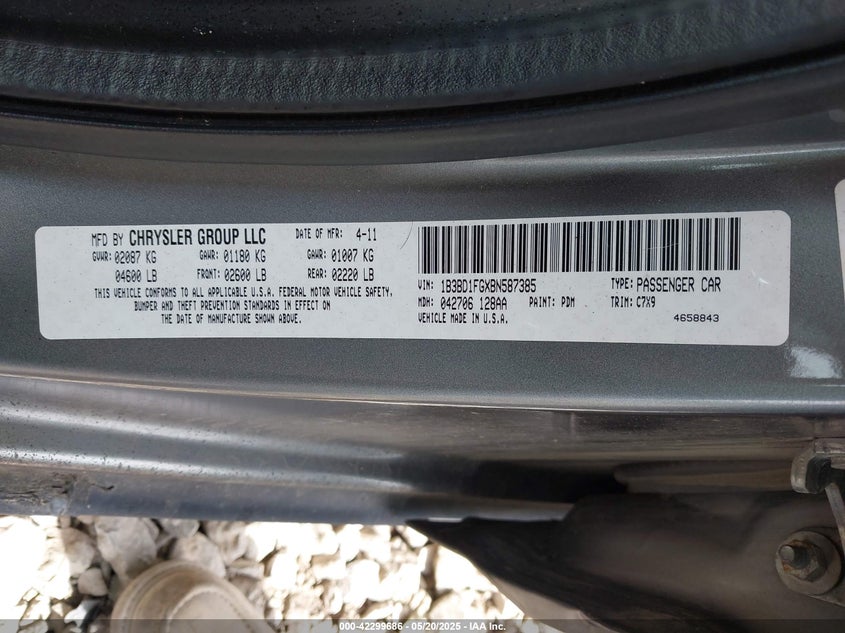 MFD BY CHRYSLER GROUP LLC DATE OF MFR: 4-11
GVWR: 02087 KG GAWR: 01180 KG GAWR: 01007 KG
04600 LB FRONT: 02600 LB REAR: 02220 LB
THIS VEHICLE CONFORMS TO ALL APPLICABLE U.S.A. FEDERAL MOTOR VEHICLE SAFETY,
BUMPER AND THEFT PREVENTION STANDARDS IN EFFECT ON
THE DATE OF MANUFACTURE SHOWN ABOVE.
VIN: 1B3BD1FGXBN587385 TYPE: PASSENGER CAR
MDH: 042706 128AA PAINT: PDM TRIM: C7X9
VEHICLE MADE IN U.S.A. 4658843
000-42299686 - 05/20/2025 - IAA, Inc.